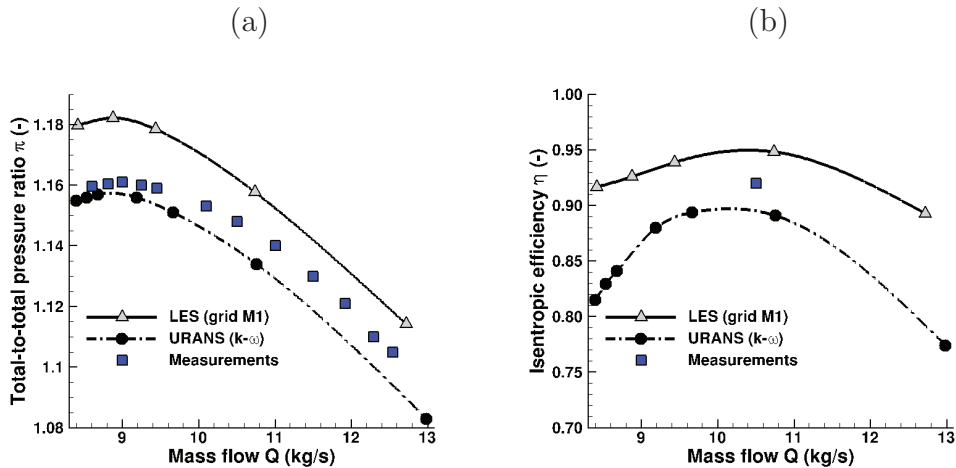 (a)
(b)
Total-to-total pressure ratio π (-)
1.18
1.16
1.14
1.12
1.1
1.08
LES (grid M1)
URANS (k-ω)
Measurements
9
10
11
12
13
Mass flow Q (kg/s)
Isentropic efficiency η (-)
1.00
0.95
0.90
0.85
0.80
0.75
0.70
LES (grid M1)
URANS (k-ω)
Measurements
9
10
11
12
13
Mass flow Q (kg/s)